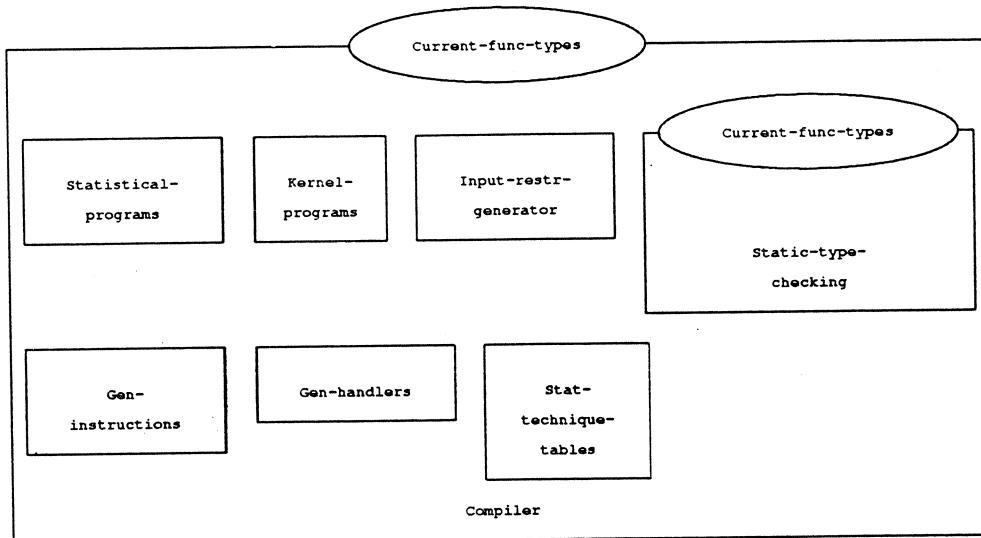 Current-func-types
Current-func-types
Statistical-
programs
Kernel-
programs
Input-restr-
generator
Static-type-
checking
Gen-
instructions
Gen-handlers
Stat-
technique-
tables
Compiler